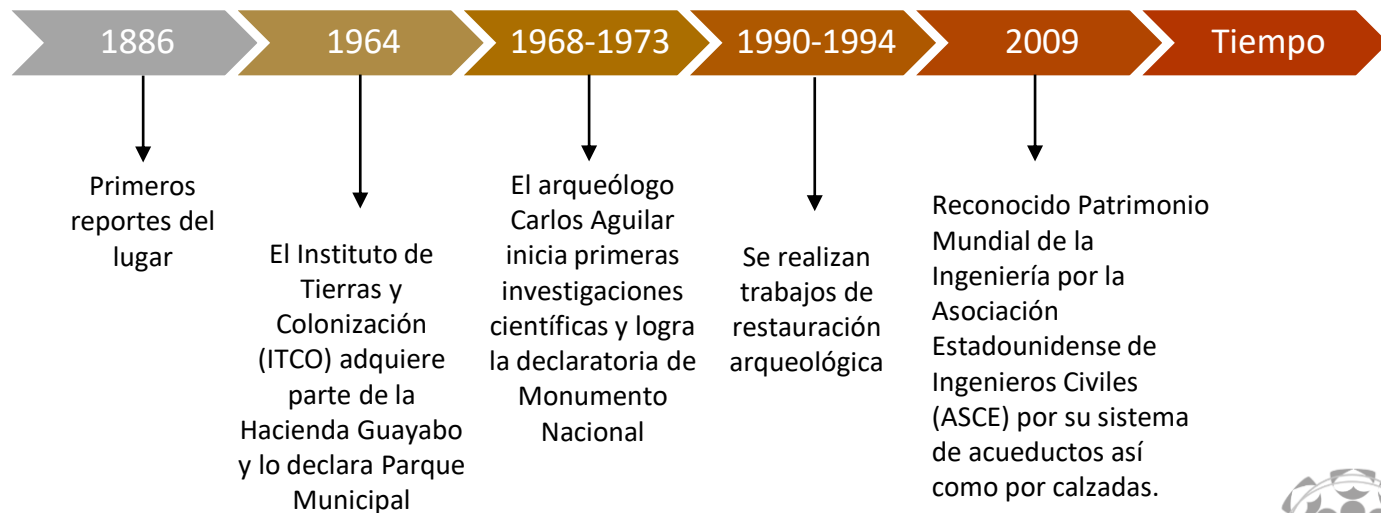 1886
1964
1968-1973
1990-1994
2009
Tiempo
Primeros
reportes del
lugar
El Instituto de
Tierras y
Colonización
(ITCO) adquiere
parte de la
Hacienda Guayabo
y lo declara Parque
Municipal
El arqueólogo
Carlos Aguilar
inicia primeras
investigaciones
científicas y logra
la declaratoria de
Monumento
Nacional
Se realizan
trabajos de
restauración
arqueológica
Reconocido Patrimonio
Mundial de la
Ingeniería por la
Asociación
Estadounidense de
Ingenieros Civiles
(ASCE) por su sistema
de acueductos así
como por calzadas.